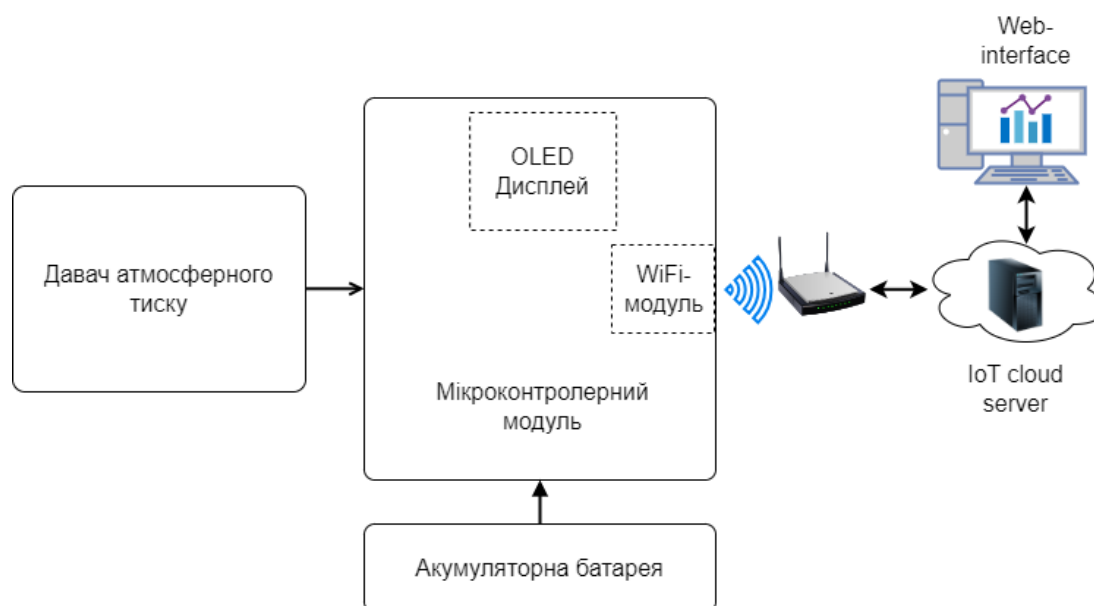 Web-
interface
OLED
Дисплей
Давач атмосферного
тиску
WiFi-
модуль
Мікроконтролерний
модуль
IoT cloud
server
Акумуляторна батарея